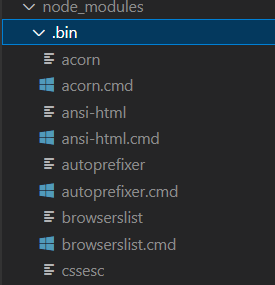 node_modules
.bin
acorn
acorn.cmd
ansi-html
ansi-html.cmd
autoprefixer
autoprefixer.cmd
browserslist
browserslist.cmd
cssesc